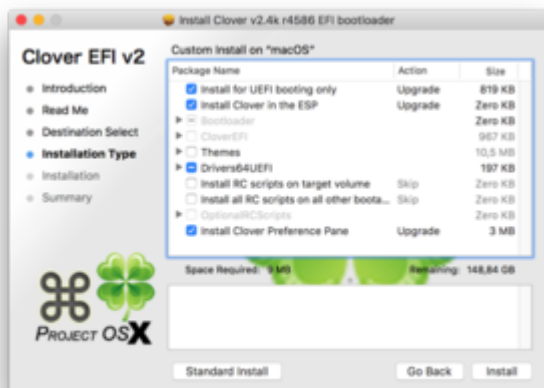 Install Clover v2.4k r4586 EFI bootloader
Clover EFI v2
Introduction
Read Me
Destination Select
Installation Type
Installation
Summary
PROJECT OSX
Custom Install on "macOS"
Package Name Action Size
Install for UEFI booting only Upgrade 819 KB
Install Clover in the ESP Upgrade Zero KB
Bootloader Zero KB
CloverEFI 967 KB
Themes 10,5 MB
Drivers64UEFI 197 KB
Install RC scripts on target volume Skip Zero KB
Install all RC scripts on all other boota... Skip Zero KB
OptionalRCScripts Zero KB
Install Clover Preference Pane Upgrade 3 MB
Space Required: 9 MB Remaining: 148,84 GB
Standard Install Go Back Install